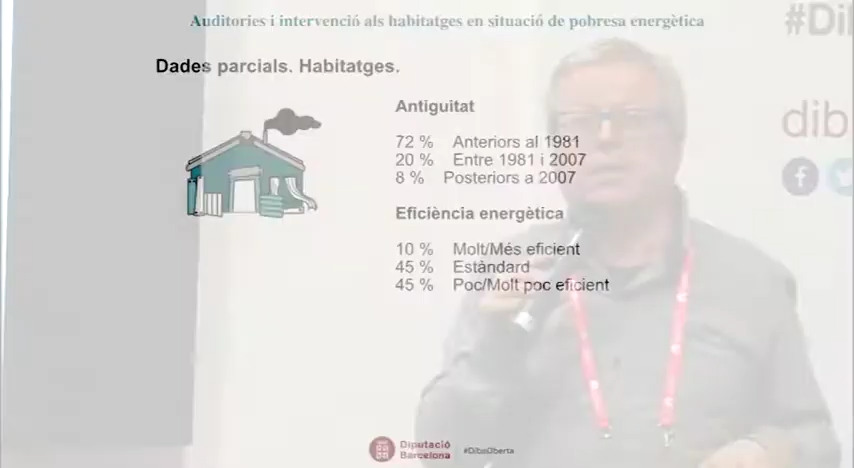 Auditories i intervenció als habitatges en situació de pobresa energètica
#Di
Dades parcials. Habitatges.
Antiguitat
dib
72 % Anteriors al 1981
20 % Entre 1981 i 2007
8 % Posteriors a 2007
Eficiència energètica
10 % Molt/Més eficient
45 % Estàndard
45 % Poc/Molt poc eficient
Diputació
Barcelona
#DibaOberta